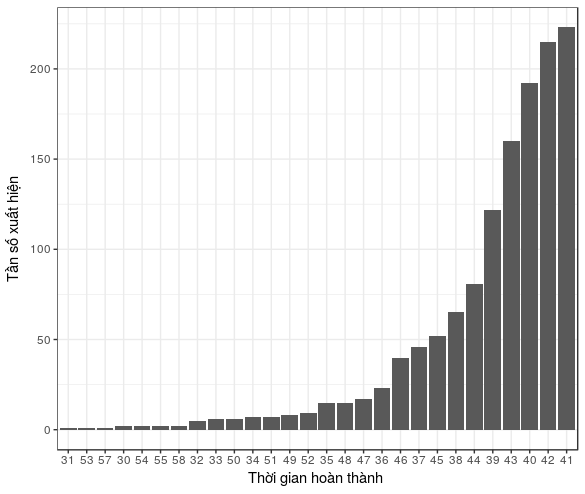 200
150
100
50
0
Tần số xuất hiện
31 53 57 30 54 55 58 32 33 50 34 51 49 52 35 48 47 36 46 37 45 38 44 39 43 40 42 41
Thời gian hoàn thành